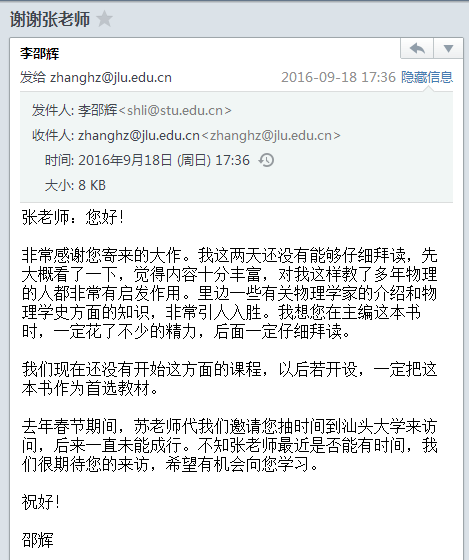 谢谢张老师
李邵辉
发给 zhanghz@jlu.edu.cn 2016-09-18 17:36 隐藏信息
发件人: 李邵辉<shli@stu.edu.cn>
收件人: zhanghz@jlu.edu.cn<zhanghz@jlu.edu.cn>
时间: 2016年9月18日 (周日) 17:36
大小: 8 KB
张老师：您好！
非常感谢您寄来的大作。我这两天还没有能够仔细拜读，先
大概看了一下，觉得内容十分丰富，对我这样教了多年物理
的人都非常有启发作用。里边一些有关物理学家的介绍和物
理学史方面的知识，非常引人入胜。我想您在主编这本书
时，一定花了不少的精力，后面一定仔细拜读。
我们现在还没有开始这方面的课程，以后若开设，一定把这
本书作为首选教材。
去年春节期间，苏老师代我们邀请您抽时间到汕头大学来访
问，后来一直未能成行。不知张老师最近是否能有时间，我
们很期待您的来访，希望有机会向您学习。
祝好！
邵辉